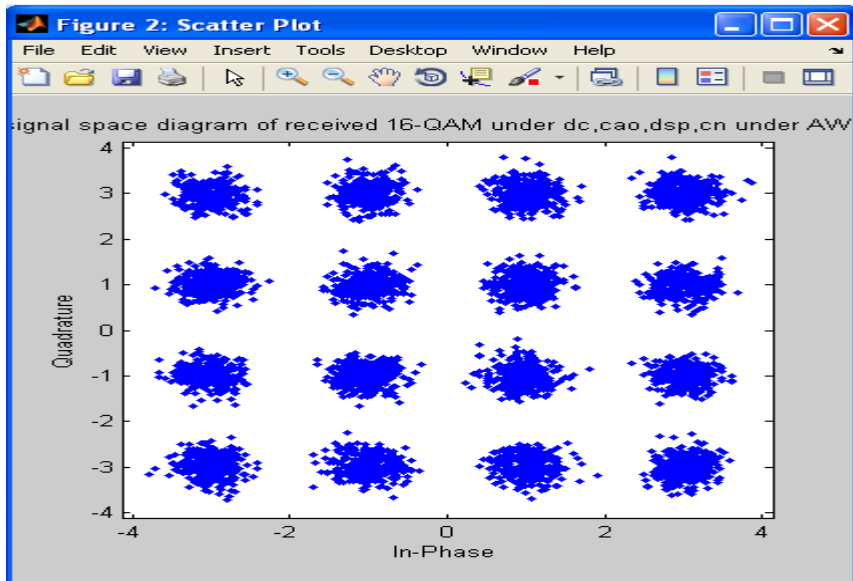 Figure 2: Scatter Plot
File Edit View Insert Tools Desktop Window Help
signal space diagram of received 16-QAM under dc,cao,dsp,cn under AW
4
3
2
1
0
-1
-2
-3
-4
Quadrature
-4 -2 0 2 4
In-Phase